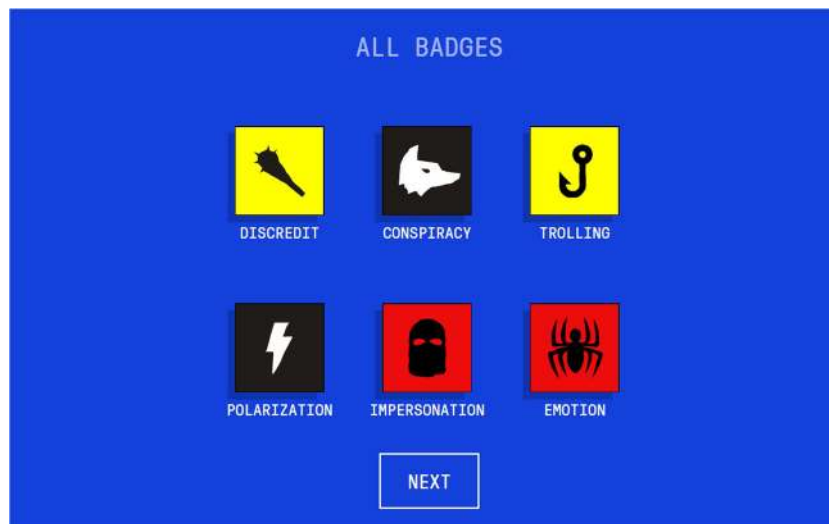 ALL BADGES
DISCREDIT
CONSPIRACY
TROLLING
POLARIZATION
IMPERSONATION
EMOTION
NEXT